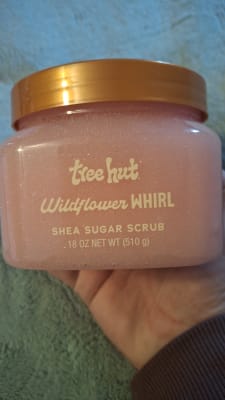 tree hut
Wildflower WHIRL
SHEA SUGAR SCRUB
18 OZ NET WT (510 g)